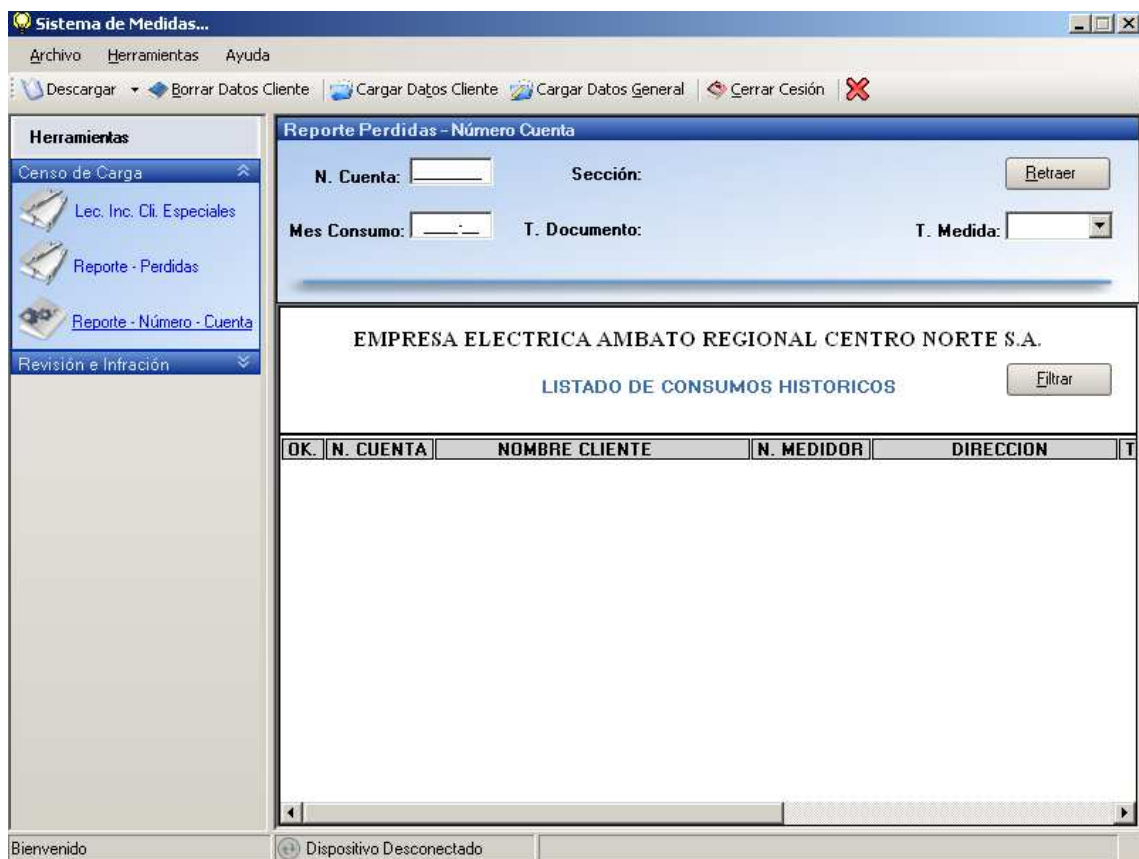 Sistema de Medidas...
Archivo Herramientas Ayuda
Descargar Borrar Datos Cliente Cargar Datos Cliente Cargar Datos General Cerrar Cesión
Herramientas
Censo de Carga
Lec. Inc. Cli. Especiales
Reporte - Perdidas
Reporte - Número - Cuenta
Revisión e Infración
Reporte Perdidas - Número Cuenta
N. Cuenta: Sección: Retraer
Mes Consumo: T. Documento: T. Medida:
EMPRESA ELECTRICA AMBATO REGIONAL CENTRO NORTE S.A.
LISTADO DE CONSUMOS HISTORICOS Filtrar
OK. N. CUENTA NOMBRE CLIENTE N. MEDIDOR DIRECCION T
Bienvenido Dispositivo Desconectado